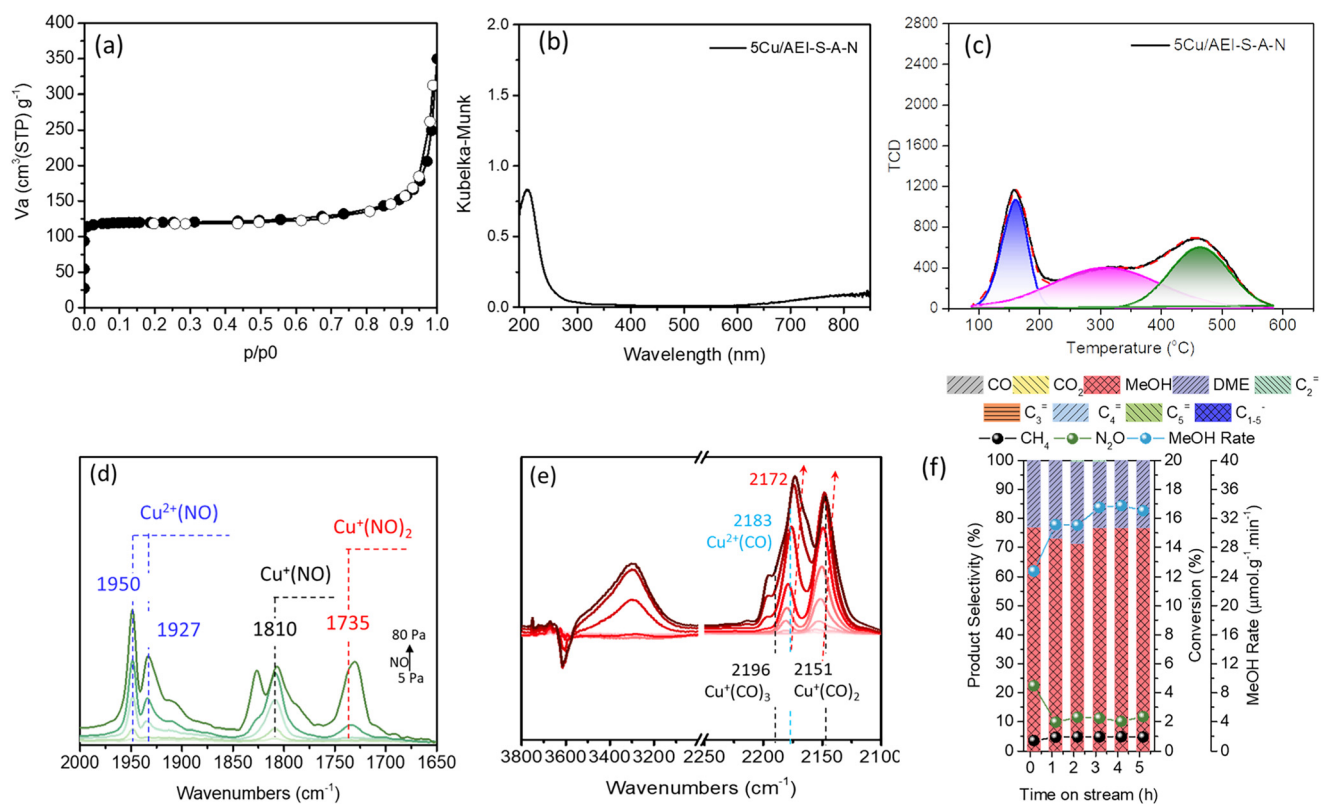 (a)
400
350
300
250
200
150
100
50
0
Va (cm³(STP) g⁻¹
0.0 0.1 0.2 0.3 0.4 0.5 0.6 0.7 0.8 0.9 1.0
p/p0
(b)
5Cu/AEI-S-A-N
2.0
1.5
1.0
0.5
0.0
Kubelka-Munk
200 300 400 500 600 700 800
Wavelength (nm)
(c)
5Cu/AEI-S-A-N
2800
2400
2000
1600
1200
800
400
0
TCD
100 200 300 400 500 600
Temperature (°C)
(d)
Cu²⁺(NO)
Cu⁺(NO)₂
Cu⁺(NO)
1950
1927
1810
1735
80 Pa
NO
5 Pa
2000 1950 1900 1850 1800 1750 1700 1650
Wavenumbers (cm⁻¹)
(e)
2172
2183
Cu²⁺(CO)
2196
Cu⁺(CO)₃
2151
Cu⁺(CO)₂
3800 3600 3400 3200 2250 2200 2150 2100
Wavenumbers (cm⁻¹)
CO CO₂ MeOH DME C₂⁼
C₃⁼ C₄⁼ C₅⁼ C₁₋₅⁻
CH₄ N₂O MeOH Rate
(f)
100
90
80
70
60
50
40
30
20
10
0
Product Selectivity (%)
20
18
16
14
12
10
8
6
4
2
0
Conversion (%)
40
36
32
28
24
20
16
12
8
4
0
MeOH Rate (µmol.g⁻¹.min⁻¹)
0 1 2 3 4 5
Time on stream (h)